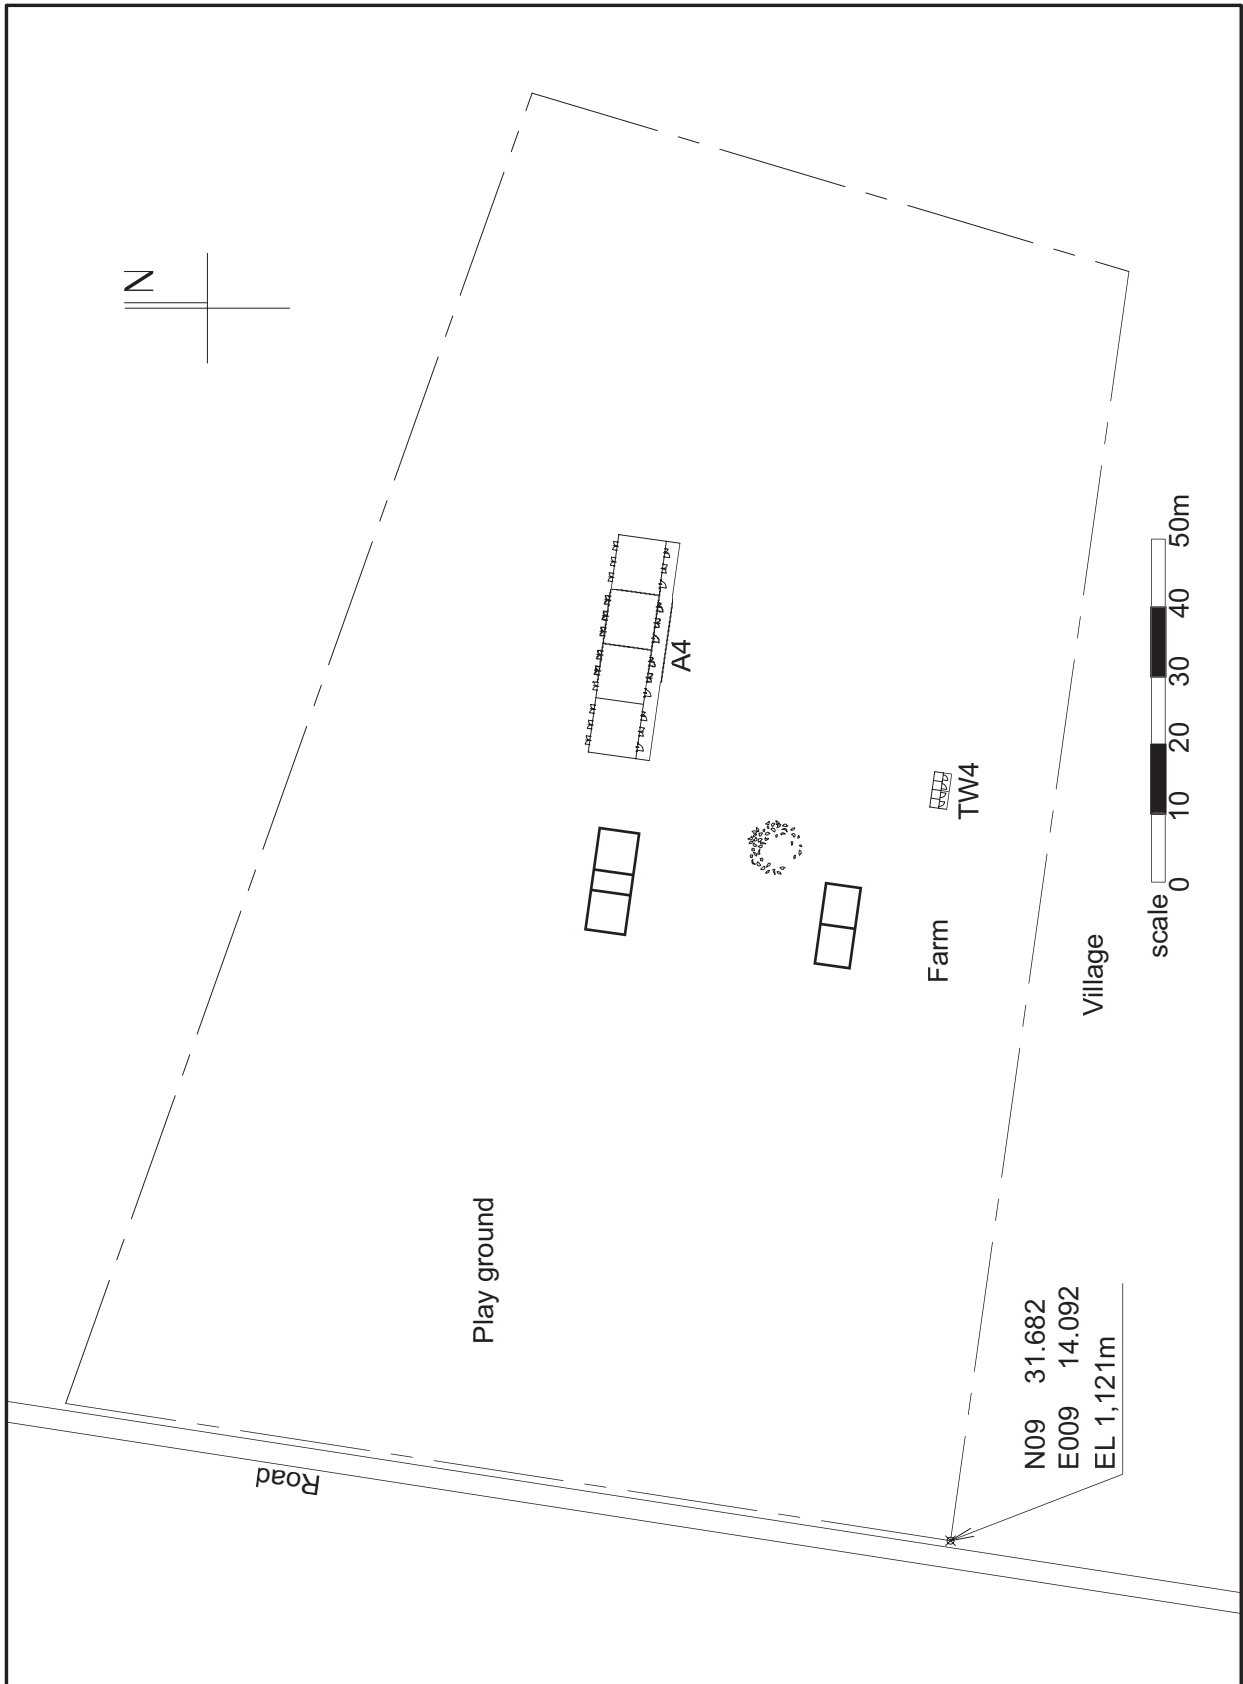 N
Road
Play ground
A4
TW4
Farm
Village
N09 31.682
E009 14.092
EL 1,121m
scale
0 10 20 30 40 50m